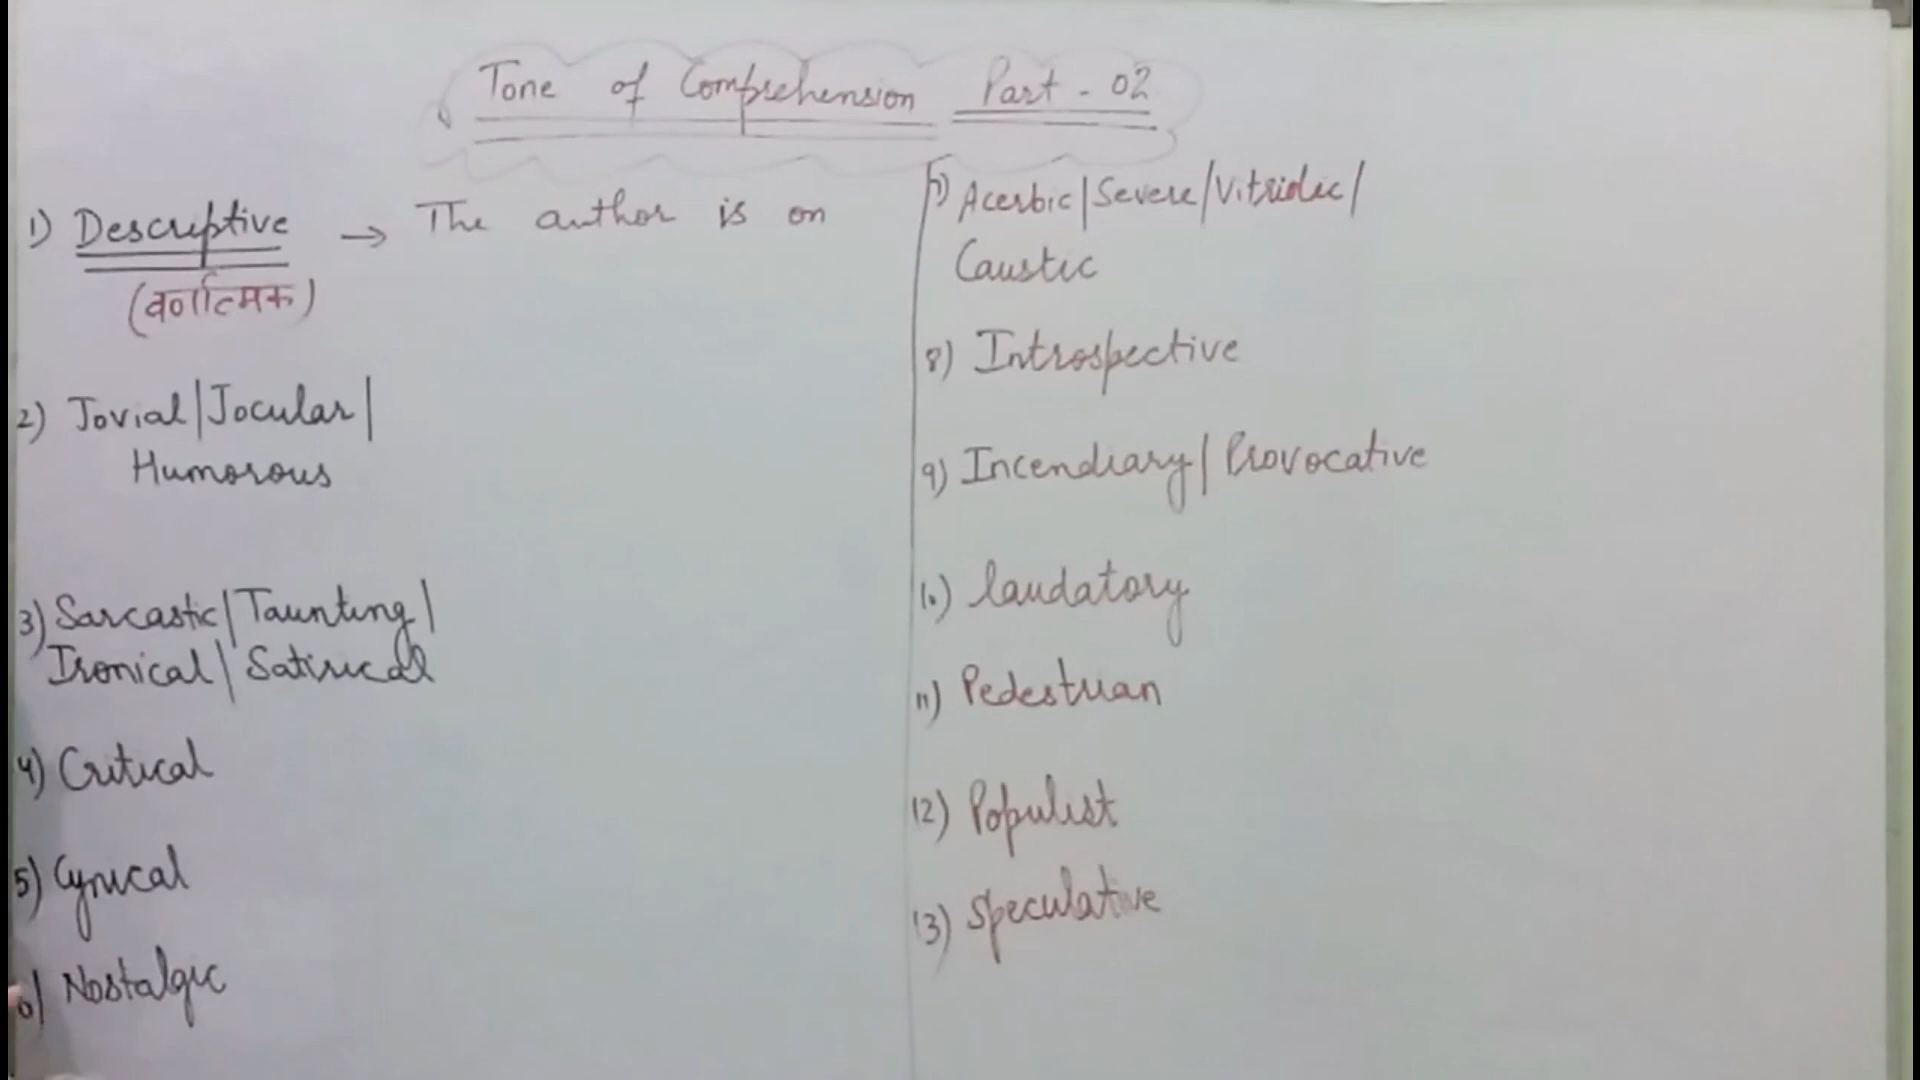 Tone of Comprehension Part - 02
1) Descriptive → The author is on
(वर्णात्मक)
2) Jovial/Jocular/
Humorous
3) Sarcastic/Taunting/
Ironical/Satirical
4) Critical
5) Cynical
6) Nostalgic
7) Acerbic/Severe/Vitriolic/
Caustic
8) Introspective
9) Incendiary/Provocative
10) laudatory
11) Pedestrian
12) Populist
13) Speculative